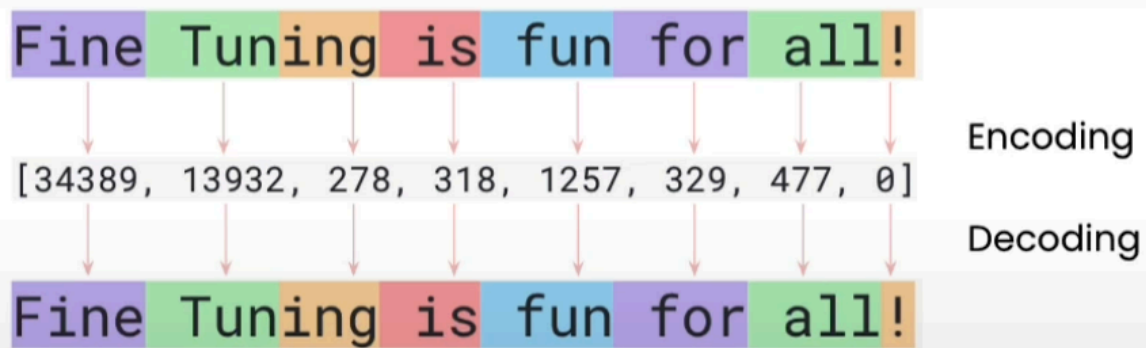 Fine Tuning is fun for all!
Encoding
[34389, 13932, 278, 318, 1257, 329, 477, 0]
Decoding
Fine Tuning is fun for all!